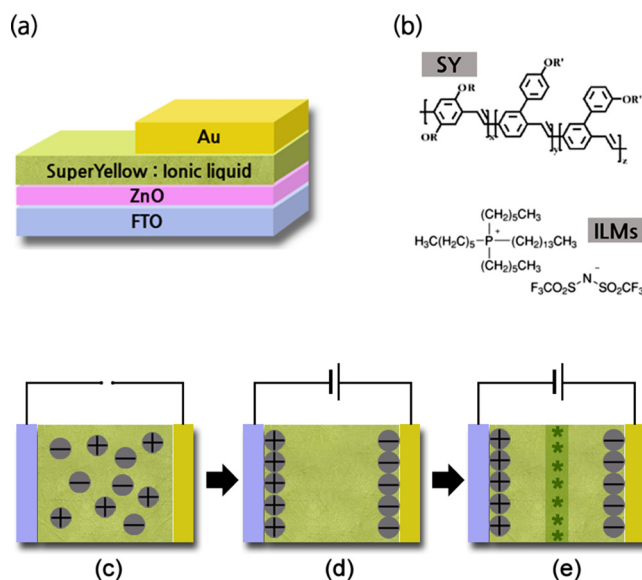 (a)
Au
SuperYellow : Ionic liquid
ZnO
FTO
(b)
SY
OR'
OR
OR'
OR
x
y
z
ILMs
(CH₂)₅CH₃
H₃C(H₂C)₅—P⁺—(CH₂)₁₃CH₃
(CH₂)₅CH₃
F₃CO₂S—N⁻—SO₂CF₃
(c)
(d)
(e)